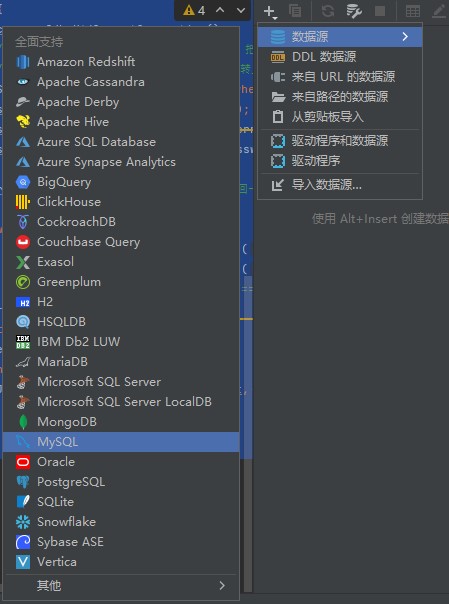 4
数据源
DDL 数据源
来自 URL 的数据源
来自路径的数据源
从剪贴板导入
驱动程序和数据源
驱动程序
导入数据源...
使用 Alt+Insert 创建数据
全面支持
Amazon Redshift
Apache Cassandra
Apache Derby
Apache Hive
Azure SQL Database
Azure Synapse Analytics
BigQuery
ClickHouse
CockroachDB
Couchbase Query
Exasol
Greenplum
H2
HSQLDB
IBM Db2 LUW
MariaDB
Microsoft SQL Server
Microsoft SQL Server LocalDB
MongoDB
MySQL
Oracle
PostgreSQL
SQLite
Snowflake
Sybase ASE
Vertica
其他